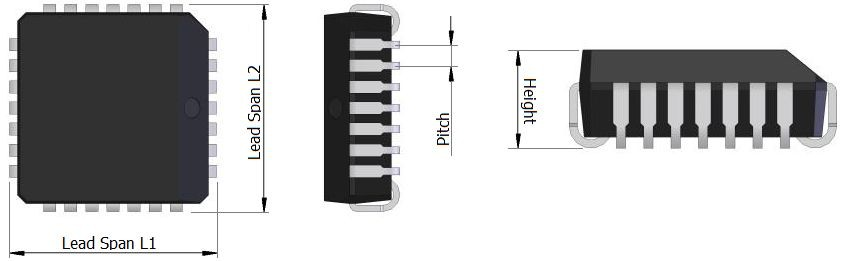 Lead Span L1
Lead Span L2
Pitch
Height